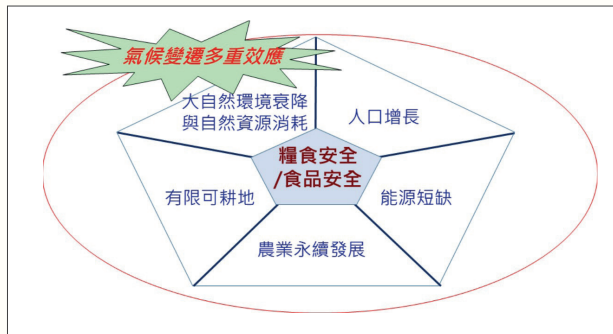 氣候變遷多重效應
大自然環境衰降
與自然資源消耗
人口增長
糧食安全
/食品安全
有限可耕地
能源短缺
農業永續發展